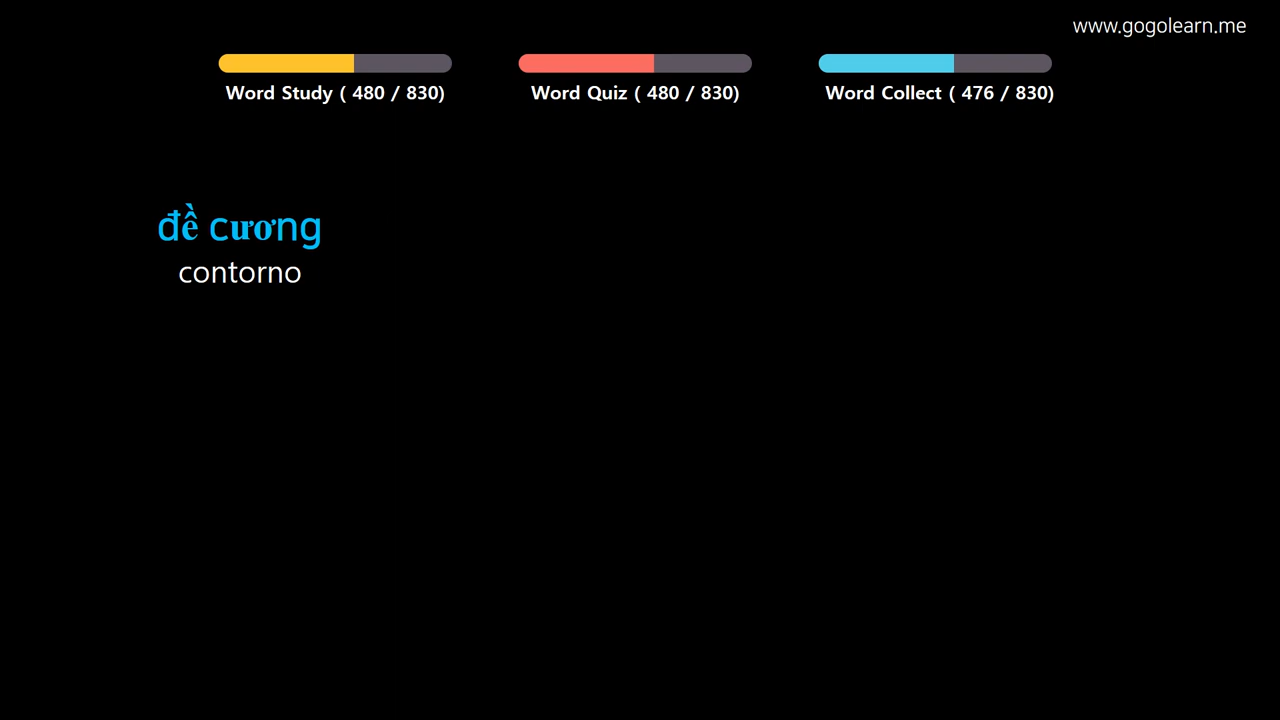 www.gogolearn.me
Word Study ( 480 / 830)
Word Quiz ( 480 / 830)
Word Collect ( 476 / 830)
đề cương
contorno